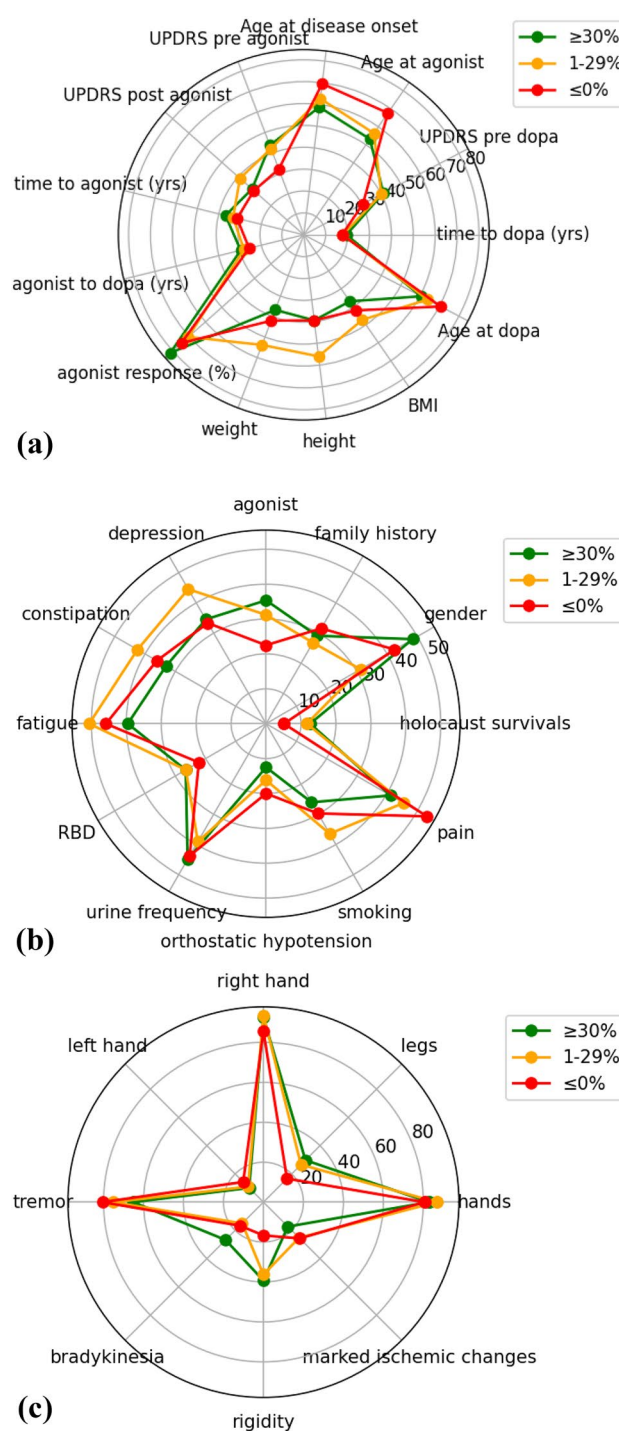 Age at disease onset
UPDRS pre agonist
Age at agonist
≥30%
1-29%
≤0%
UPDRS post agonist
UPDRS pre dopa
time to agonist (yrs)
10 20 30 40 50 60 70 80
time to dopa (yrs)
agonist to dopa (yrs)
Age at dopa
agonist response (%)
BMI
weight
height
(a)
agonist
depression
family history
≥30%
1-29%
≤0%
constipation
gender
10 20 30 40 50
fatigue
holocaust survivals
RBD
pain
urine frequency
smoking
orthostatic hypotension
(b)
right hand
≥30%
1-29%
≤0%
left hand
legs
20 40 60 80
tremor
hands
bradykinesia
marked ischemic changes
rigidity
(c)